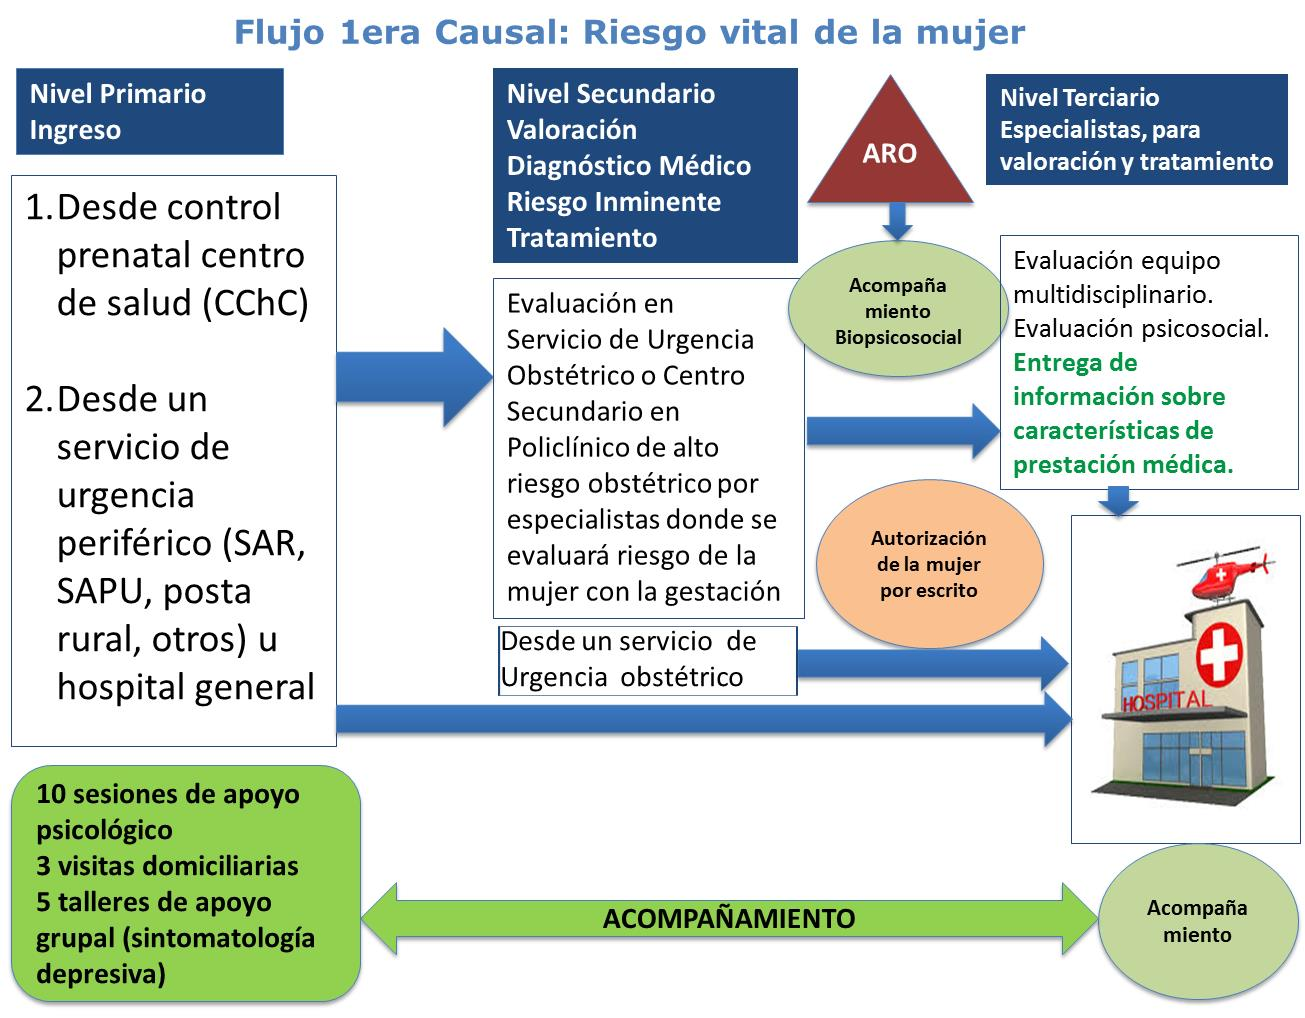 Flujo 1era Causal: Riesgo vital de la mujer
Nivel Primario
Ingreso
1. Desde control
prenatal centro
de salud (CChC)
2. Desde un
servicio de
urgencia
periférico (SAR,
SAPU, posta
rural, otros) u
hospital general
Nivel Secundario
Valoración
Diagnóstico Médico
Riesgo Inminente
Tratamiento
Evaluación en
Servicio de Urgencia
Obstétrico o Centro
Secundario en
Policlínico de alto
riesgo obstétrico por
especialistas donde se
evaluará riesgo de la
mujer con la gestación
Desde un servicio de
Urgencia obstétrico
ARO
Acompaña
miento
Biopsicosocial
Autorización
de la mujer
por escrito
Nivel Terciario
Especialistas, para
valoración y tratamiento
Evaluación equipo
multidisciplinario.
Evaluación psicosocial.
Entrega de
información sobre
características de
prestación médica.
HOSPITAL
10 sesiones de apoyo
psicológico
3 visitas domiciliarias
5 talleres de apoyo
grupal (sintomatología
depresiva)
ACOMPAÑAMIENTO
Acompaña
miento